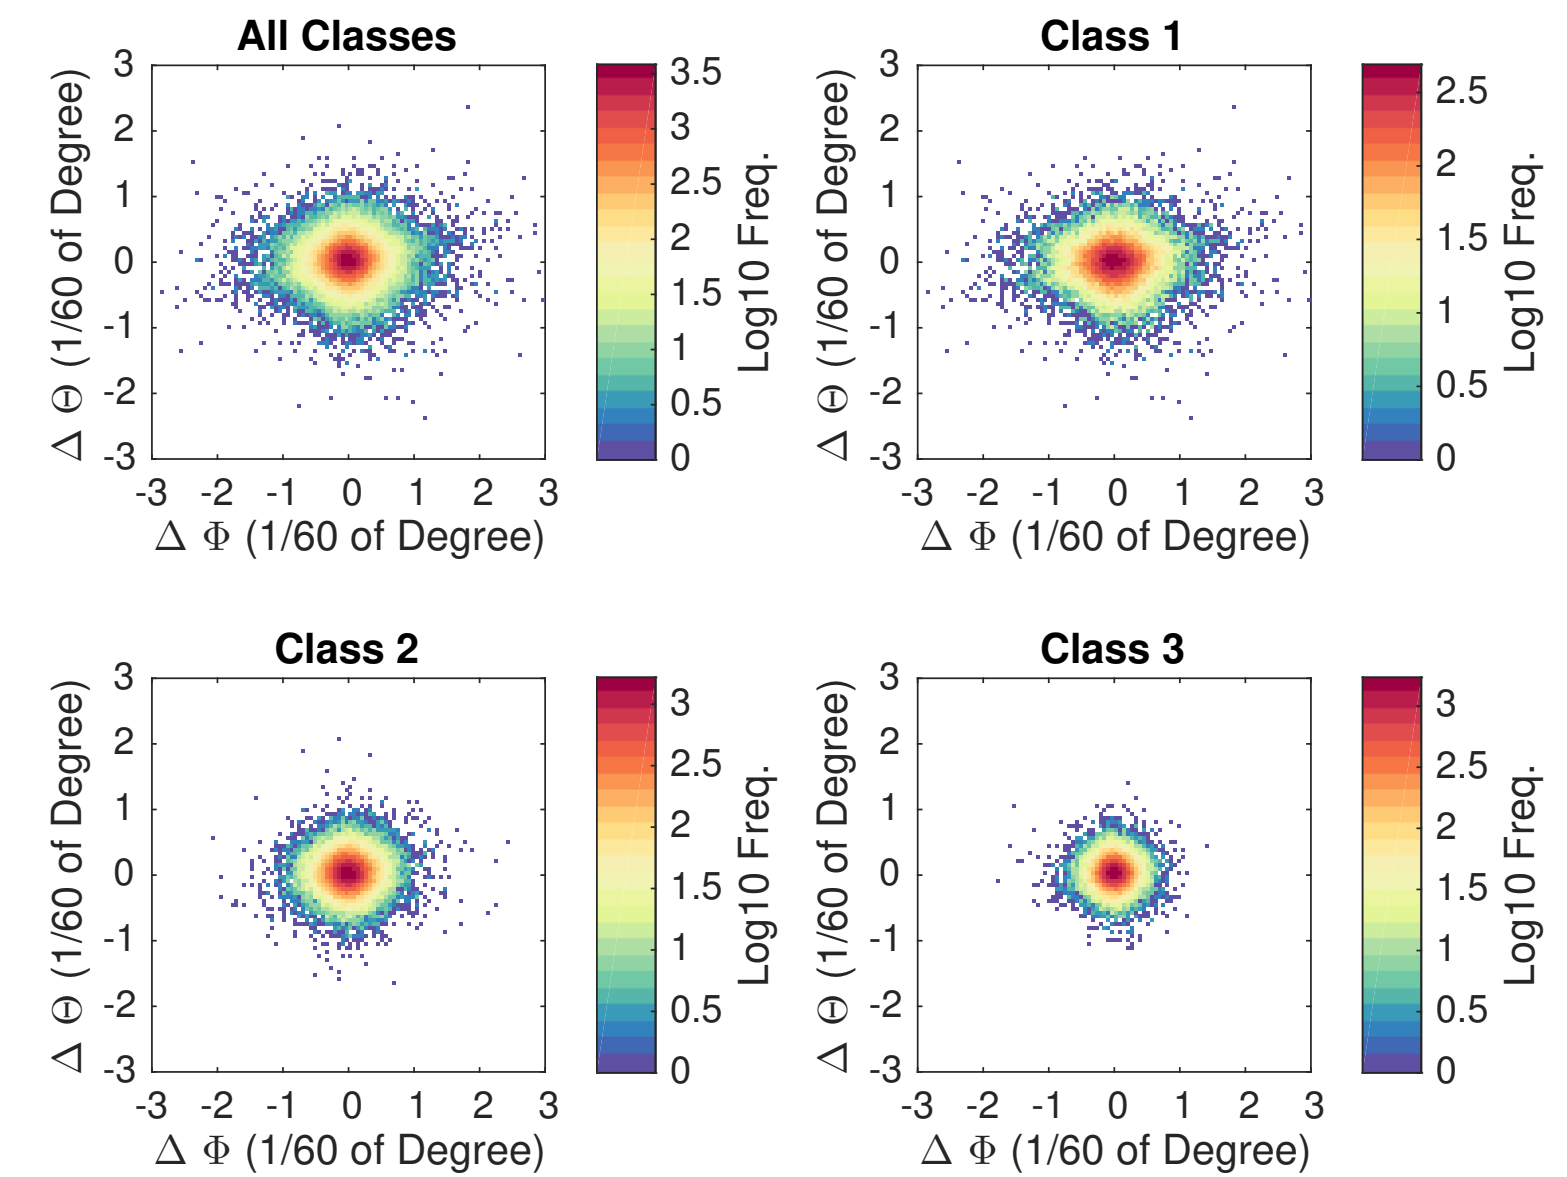 All Classes
3
2
1
0
-1
-2
-3
Δ Θ (1/60 of Degree)
-3 -2 -1 0 1 2 3
Δ Φ (1/60 of Degree)
3.5
3
2.5
2
1.5
1
0.5
0
Log10 Freq.
Class 1
3
2
1
0
-1
-2
-3
Δ Θ (1/60 of Degree)
-3 -2 -1 0 1 2 3
Δ Φ (1/60 of Degree)
2.5
2
1.5
1
0.5
0
Log10 Freq.
Class 2
3
2
1
0
-1
-2
-3
Δ Θ (1/60 of Degree)
-3 -2 -1 0 1 2 3
Δ Φ (1/60 of Degree)
3
2.5
2
1.5
1
0.5
0
Log10 Freq.
Class 3
3
2
1
0
-1
-2
-3
Δ Θ (1/60 of Degree)
-3 -2 -1 0 1 2 3
Δ Φ (1/60 of Degree)
3
2.5
2
1.5
1
0.5
0
Log10 Freq.